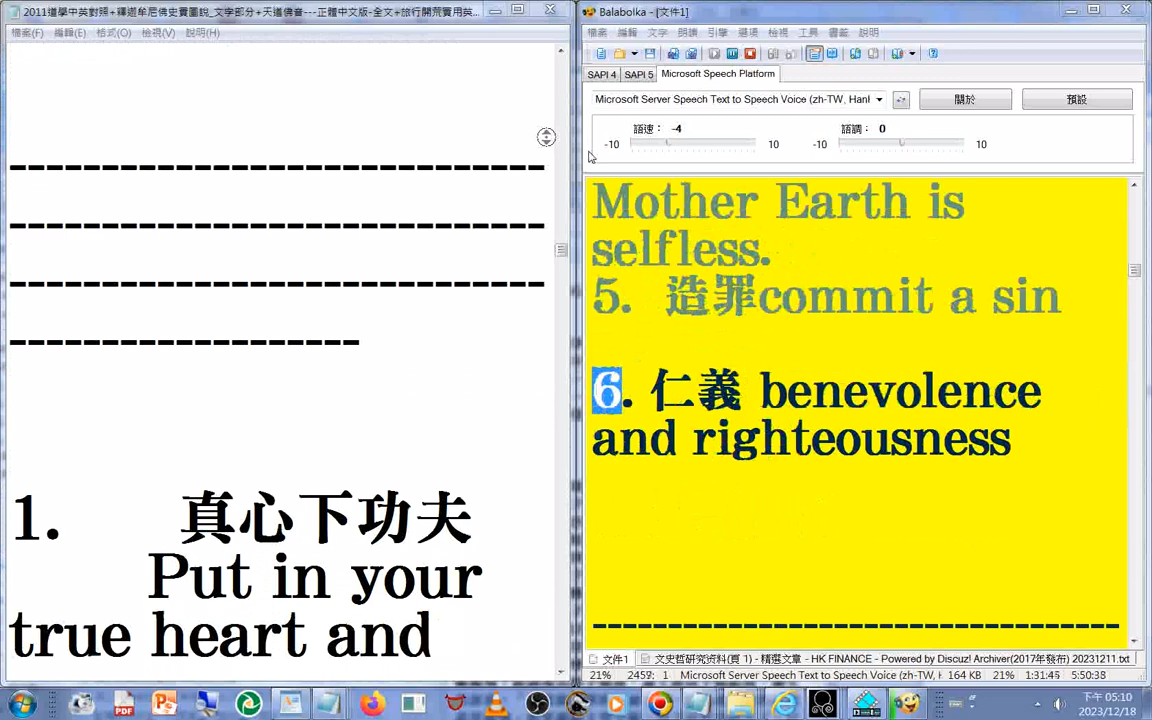 2011道學中英對照+釋迦牟尼佛史實圖說_文字部分+天道佛音---正體中文版-全文+旅行開荒實用英...
檔案(F) 編輯(E) 格式(O) 檢視(V) 說明(H)
-----------------------------
-----------------------------
-----------------------------
-------------------
1. 真心下功夫
Put in your
true heart and
Balabolka - [文件1]
檔案 編輯 文字 朗讀 引擎 選項 檢視 工具 書籤 說明
SAPI 4 SAPI 5 Microsoft Speech Platform
Microsoft Server Speech Text to Speech Voice (zh-TW, HanH
關於 預設
語速： -4 語調： 0
-10 10 -10 10
Mother Earth is
selfless.
5. 造罪commit a sin
6. 仁義 benevolence
and righteousness
-------------------------------
文件1 文史哲研究资料(頁 1) - 精選文章 - HK FINANCE - Powered by Discuz! Archiver(2017年發布) 20231211.txt
21% 2459: 1 Microsoft Server Speech Text to Speech Voice (zh-TW, H 164 KB 21% 1:31:45 5:50:38
下午 05:10
2023/12/18